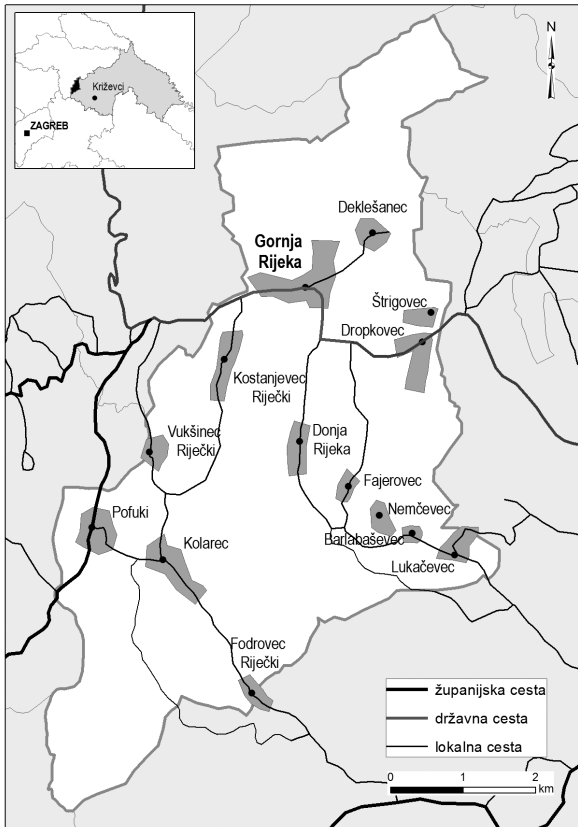 N
Križevci
ZAGREB
Deklešanec
Gornja
Rijeka
Štrigovec
Dropkovec
Kostanjevec
Riječki
Vukšinec
Riječki
Donja
Rijeka
Fajerovec
Nemčevec
Pofuki
Kolarec
Barlabaševec
Lukačevec
Fodrovec
Riječki
županijska cesta
državna cesta
lokalna cesta
0 1 2
km